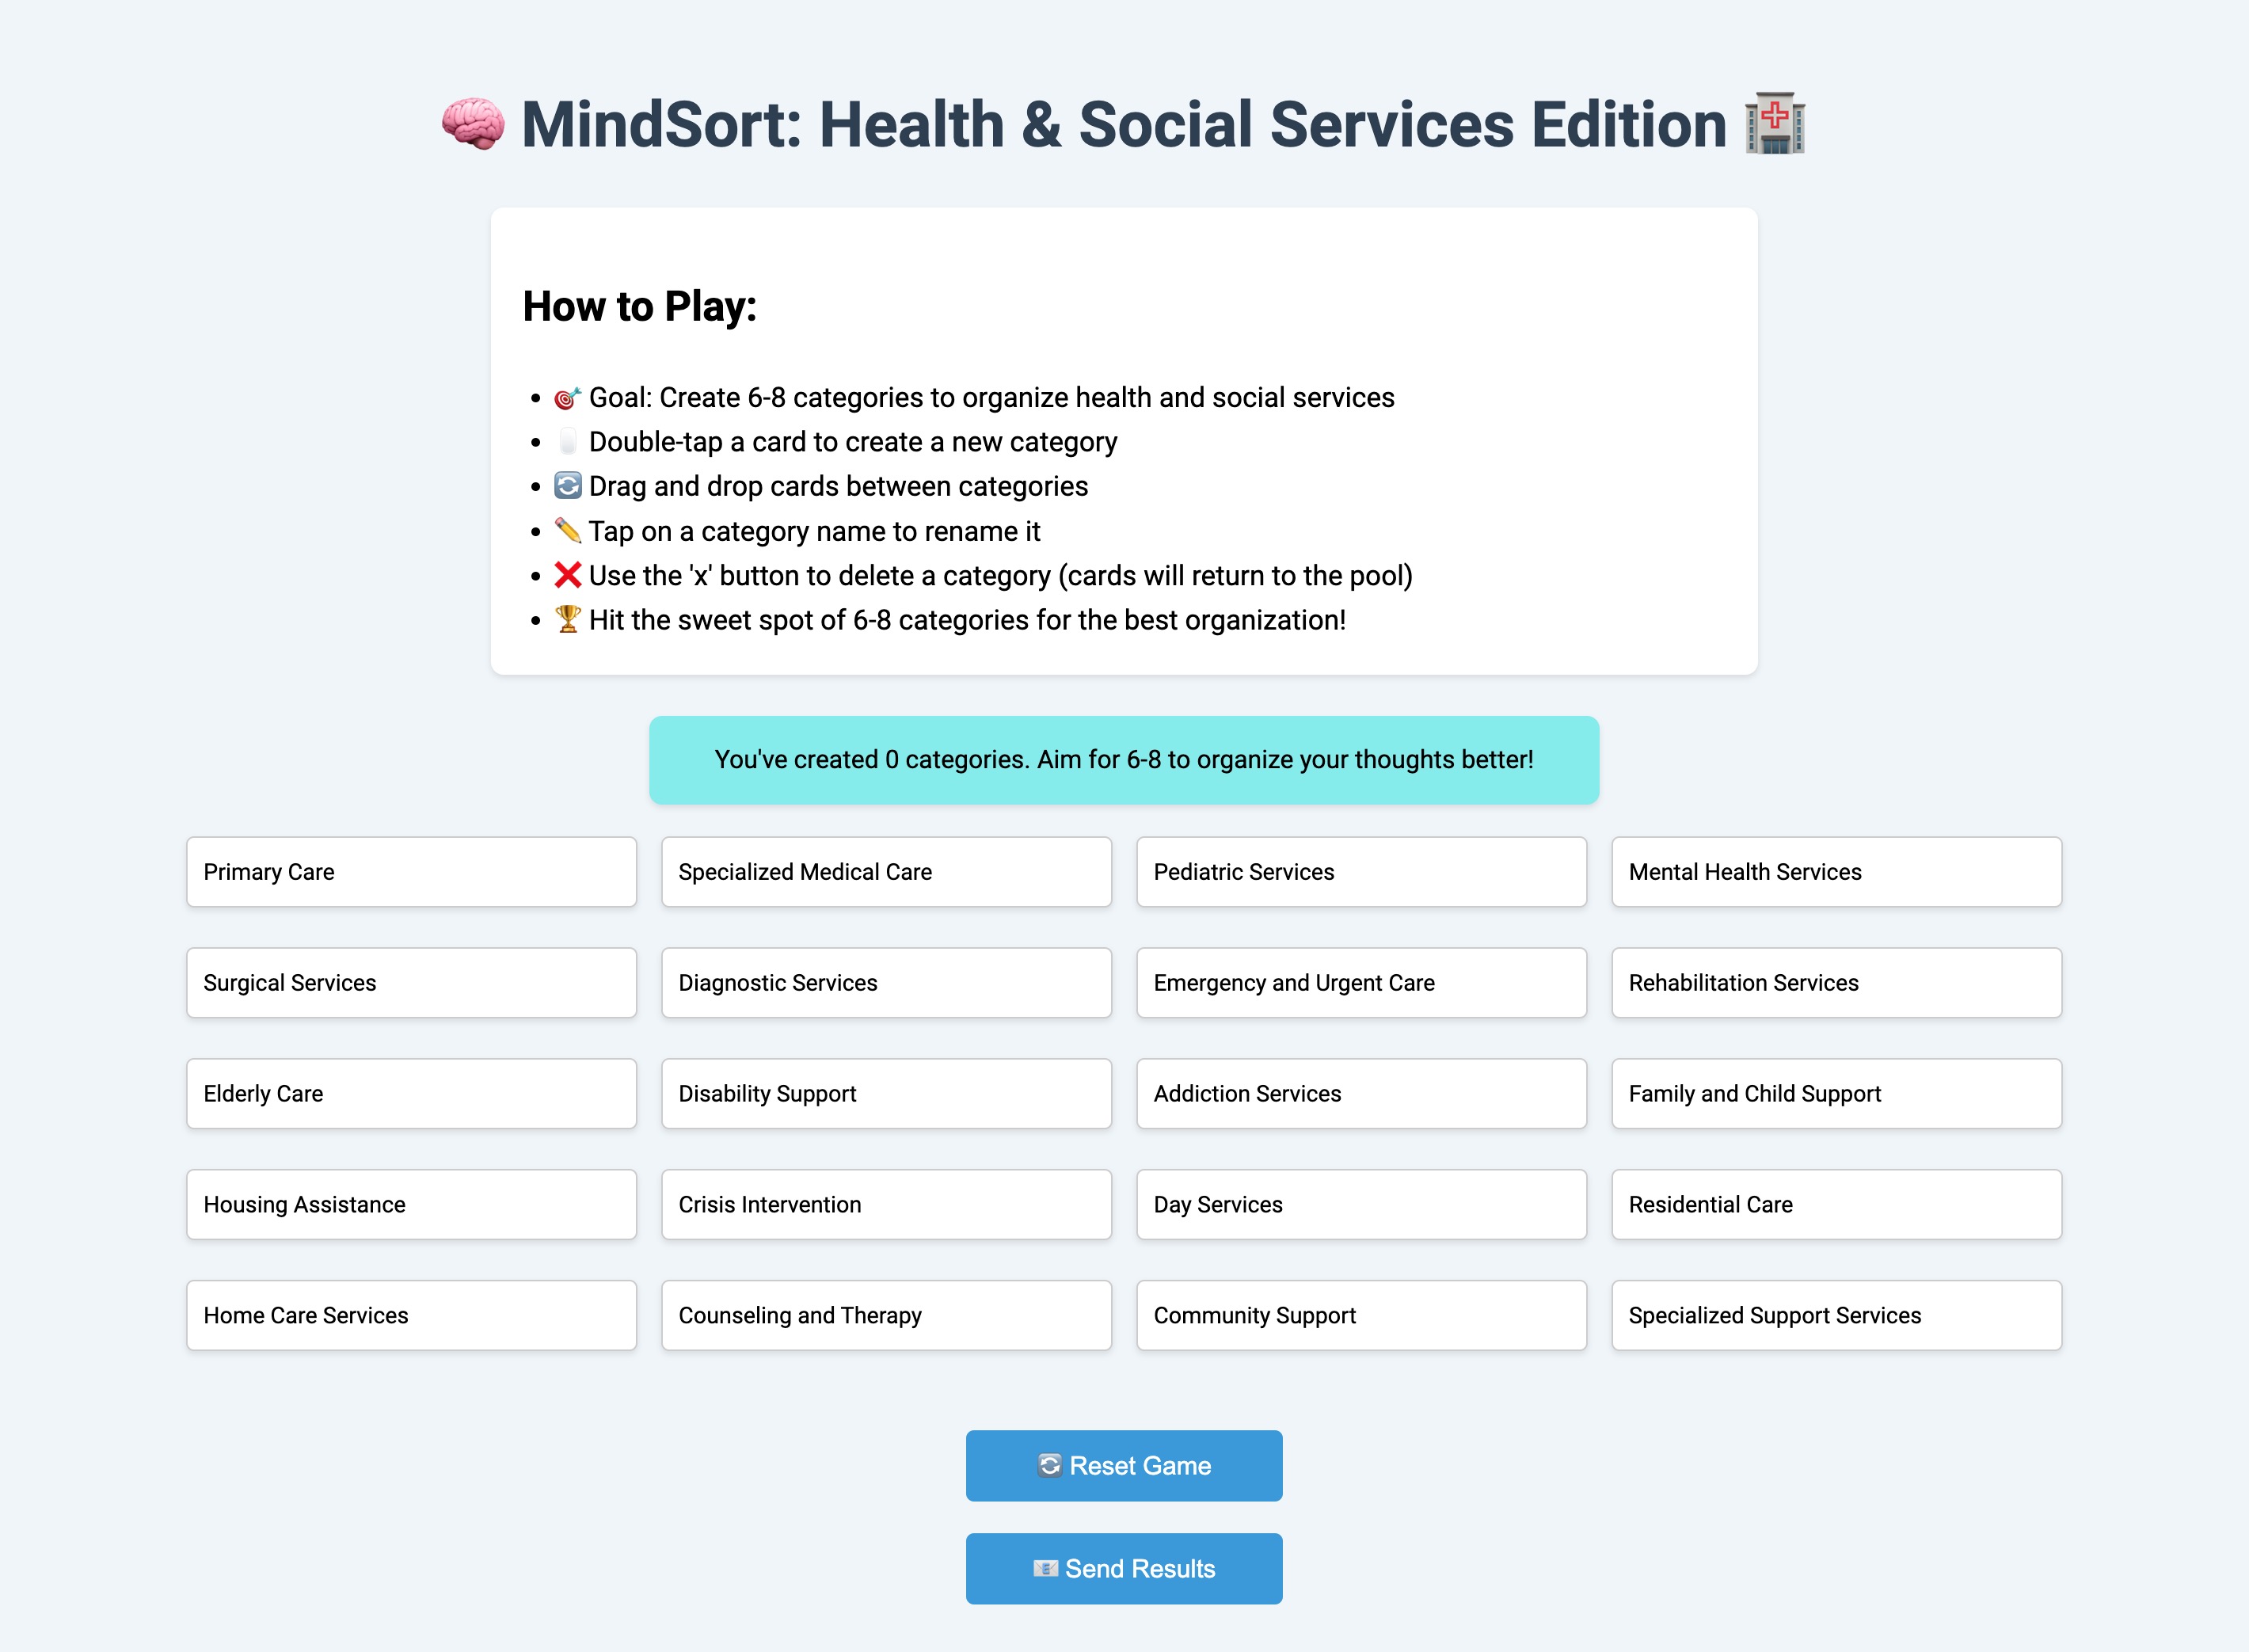 🧠 MindSort: Health & Social Services Edition 🏥
How to Play:
• 🎯 Goal: Create 6-8 categories to organize health and social services
• 🖱️ Double-tap a card to create a new category
• 🔄 Drag and drop cards between categories
• ✏️ Tap on a category name to rename it
• ❌ Use the 'x' button to delete a category (cards will return to the pool)
• 🏆 Hit the sweet spot of 6-8 categories for the best organization!
You've created 0 categories. Aim for 6-8 to organize your thoughts better!
Primary Care
Specialized Medical Care
Pediatric Services
Mental Health Services
Surgical Services
Diagnostic Services
Emergency and Urgent Care
Rehabilitation Services
Elderly Care
Disability Support
Addiction Services
Family and Child Support
Housing Assistance
Crisis Intervention
Day Services
Residential Care
Home Care Services
Counseling and Therapy
Community Support
Specialized Support Services
🔄 Reset Game
📧 Send Results